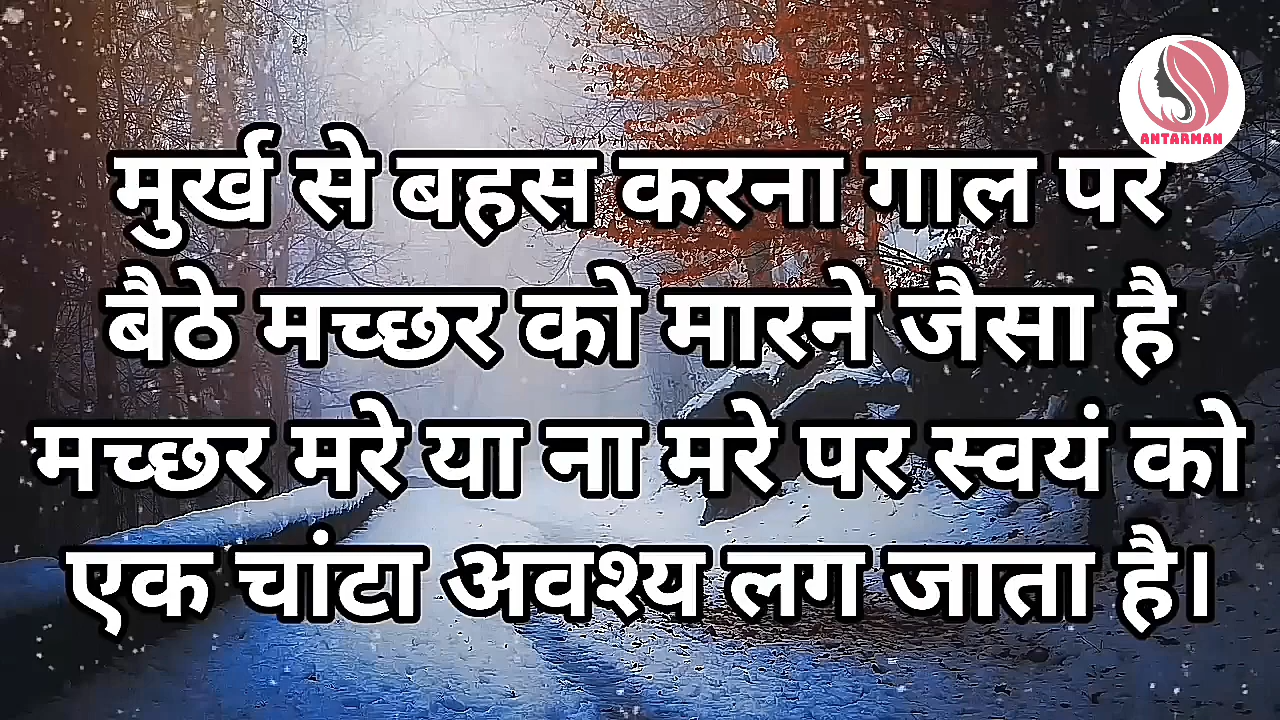 ANTARMAN
मुर्ख से बहस करना गाल पर
बैठे मच्छर को मारने जैसा है
मच्छर मरे या ना मरे पर स्वयं को
एक चांटा अवश्य लग जाता है।